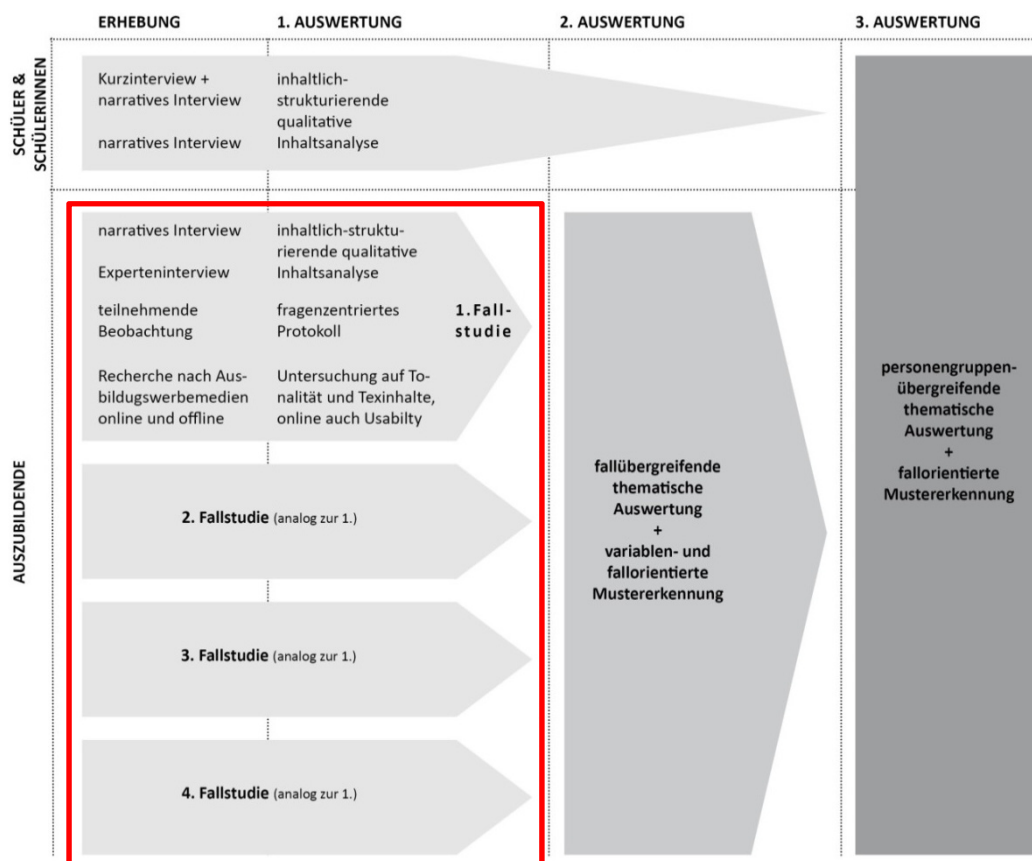 ERHEBUNG
1. AUSWERTUNG
2. AUSWERTUNG
3. AUSWERTUNG
SCHÜLER &
SCHÜLERINNEN
Kurzinterview +
narratives Interview
narratives Interview
inhaltlich-
strukturierende
qualitative
Inhaltsanalyse
AUSZUBILDENDE
narratives Interview
Experteninterview
teilnehmende
Beobachtung
Recherche nach Aus-
bildugswerbemedien
online und offline
inhaltlich-struktu-
rierende qualitative
Inhaltsanalyse
fragenzentriertes
Protokoll
Untersuchung auf To-
nalität und Texinhalte,
online auch Usabilty
1.Fall-
studie
2. Fallstudie (analog zur 1.)
3. Fallstudie (analog zur 1.)
4. Fallstudie (analog zur 1.)
fallübergreifende
thematische
Auswertung
+
variablen- und
fallorientierte
Mustererkennung
personengruppen-
übergreifende
thematische
Auswertung
+
fallorientierte
Mustererkennung